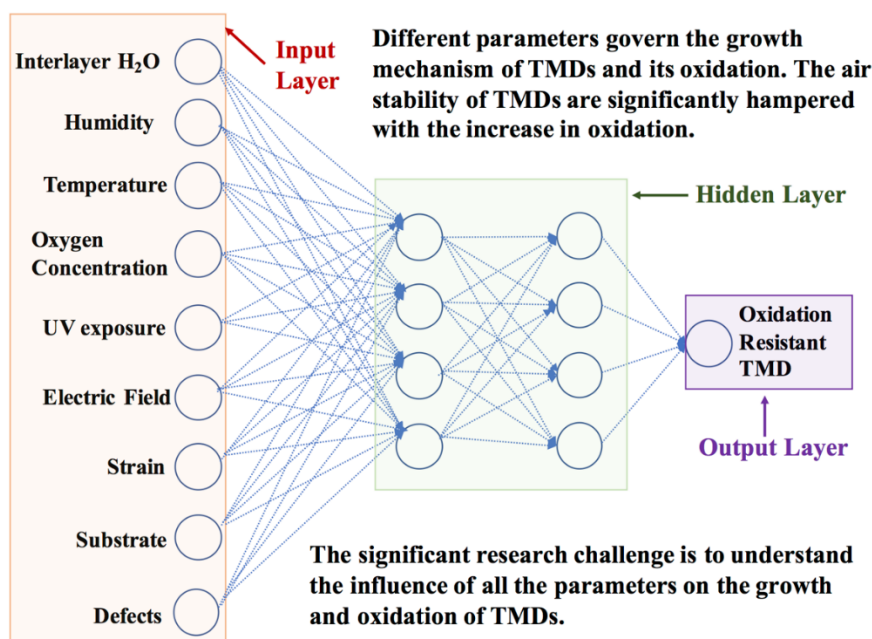 Interlayer H₂O
Humidity
Temperature
Oxygen
Concentration
UV exposure
Electric Field
Strain
Substrate
Defects
Input
Layer
Different parameters govern the growth
mechanism of TMDs and its oxidation. The air
stability of TMDs are significantly hampered
with the increase in oxidation.
Hidden Layer
Oxidation
Resistant
TMD
Output Layer
The significant research challenge is to understand
the influence of all the parameters on the growth
and oxidation of TMDs.